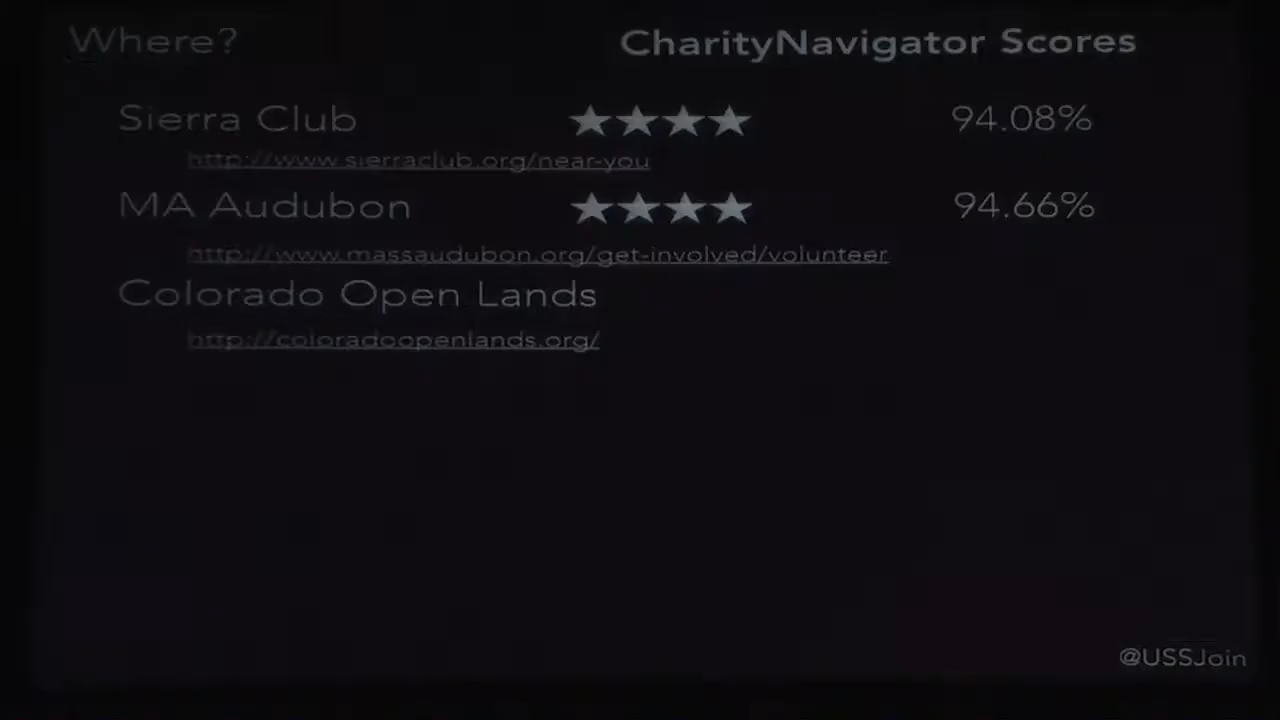 Where? CharityNavigator Scores
Sierra Club ★★★★ 94.08%
http://www.sierraclub.org/near-you
MA Audubon ★★★★ 94.66%
http://www.massaudubon.org/get-involved/volunteer
Colorado Open Lands
http://coloradoopenlands.org/
@USSJoin